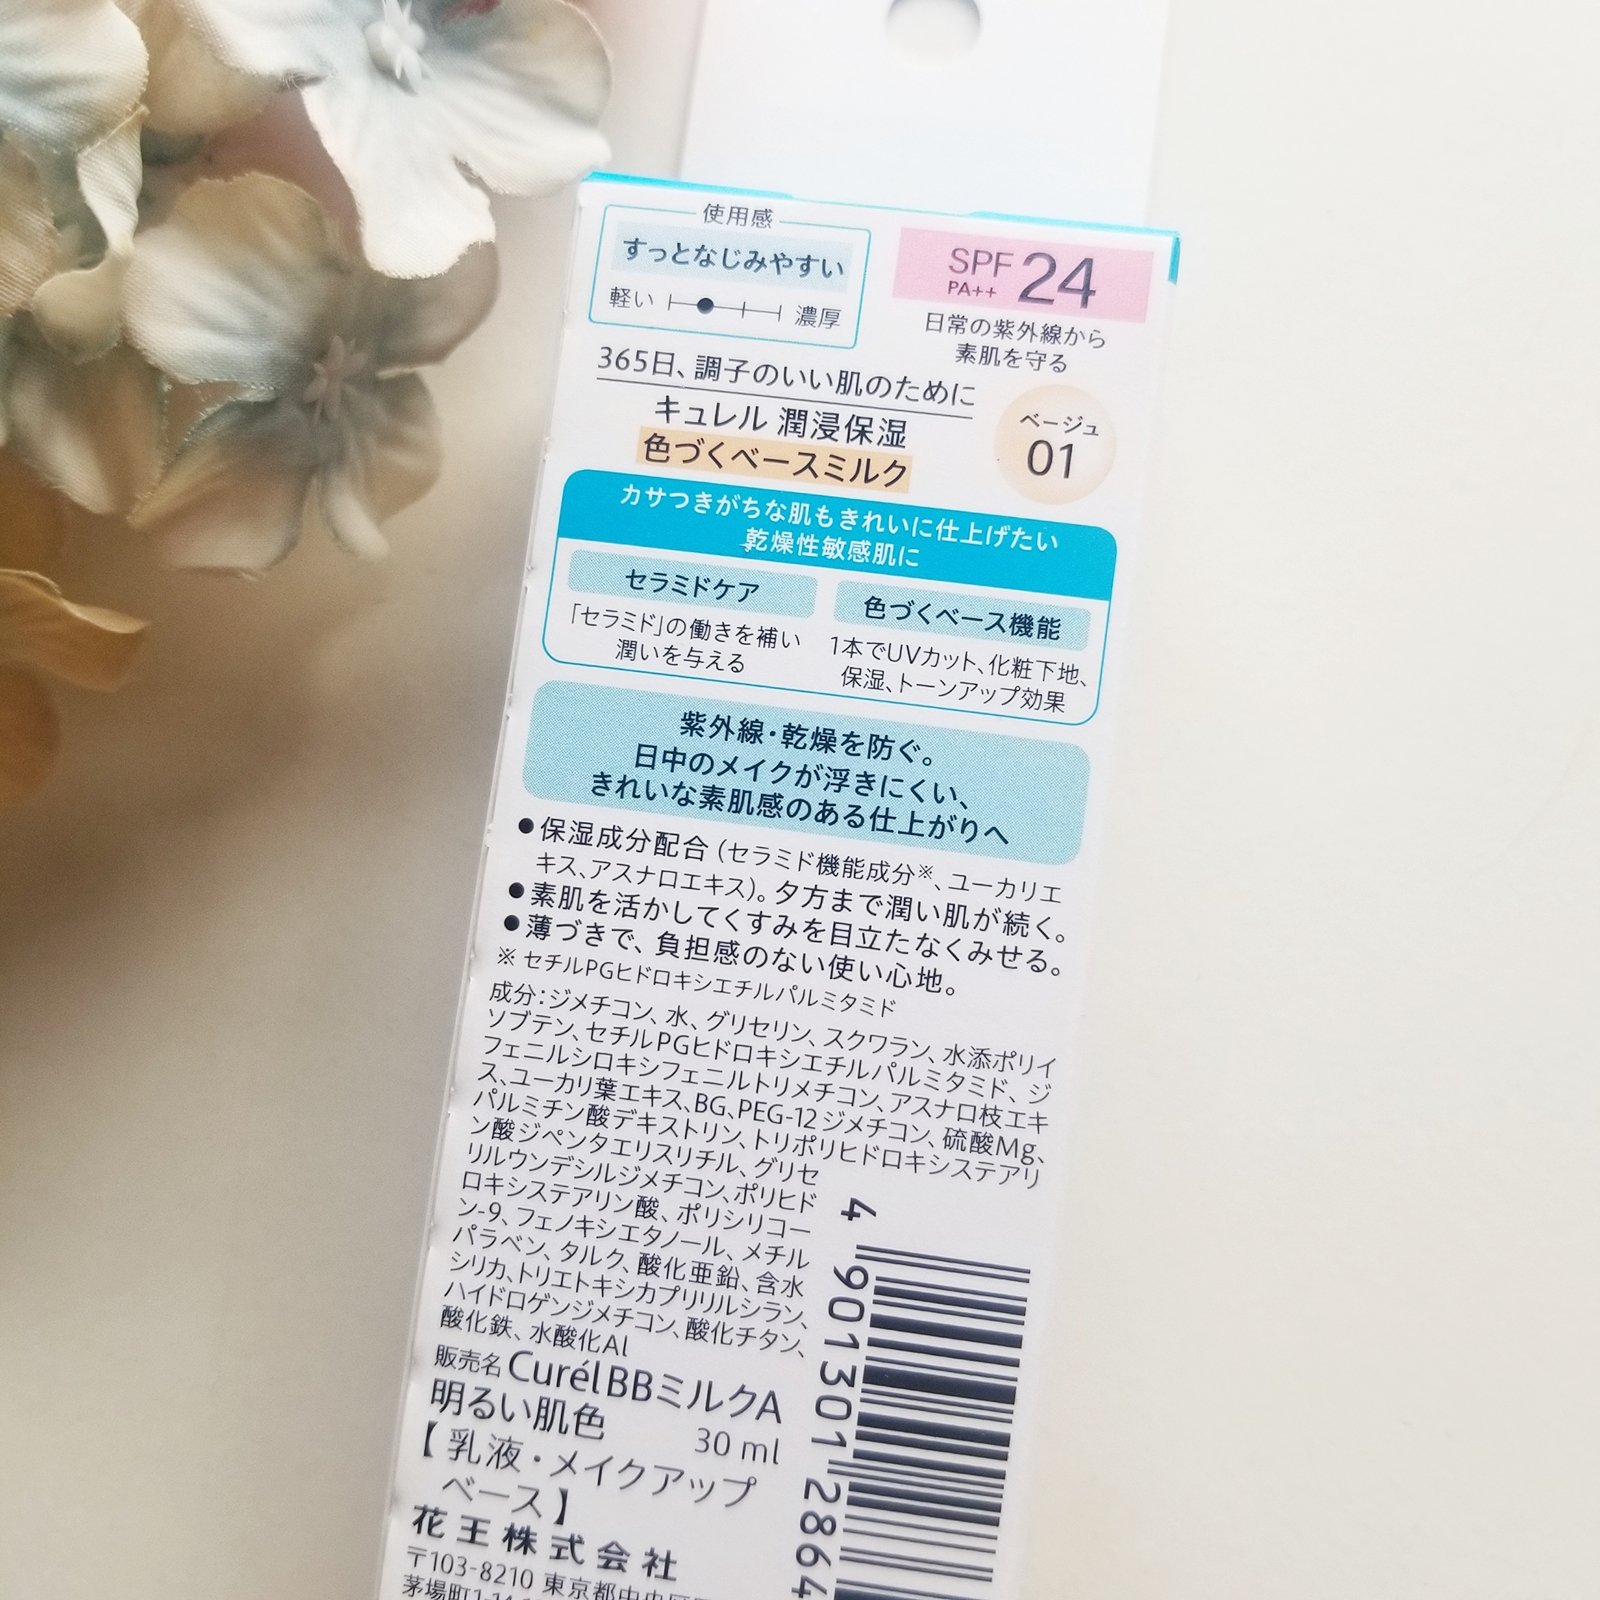 使用感
すっとなじみやすい
軽い 濃厚
SPF 24
PA++
日常の紫外線から
素肌を守る
365日、調子のいい肌のために
キュレル 潤浸保湿
色づくベースミルク
ベージュ
01
カサつきがちな肌もきれいに仕上げたい
乾燥性敏感肌に
セラミドケア
「セラミド」の働きを補い
潤いを与える
色づくベース機能
1本でUVカット、化粧下地、
保湿、トーンアップ効果
紫外線・乾燥を防ぐ。
日中のメイクが浮きにくい、
きれいな素肌感のある仕上がりへ
●保湿成分配合(セラミド機能成分※、ユーカリエ
キス、アスナロエキス)。夕方まで潤い肌が続く。
●素肌を活かしてくすみを目立たなくみせる。
●薄づきで、負担感のない使い心地。
※ セチルPGヒドロキシエチルパルミタミド
成分：ジメチコン、水、グリセリン、スクワラン、水添ポリイ
ソブテン、セチルPGヒドロキシエチルパルミタミド、ジ
フェニルシロキシフェニルトリメチコン、アスナロ枝エキ
ス、ユーカリ葉エキス、BG、PEG-12ジメチコン、硫酸Mg、
パルミチン酸デキストリン、トリポリヒドロキシステアリ
ン酸ジペンタエリスリチル、グリセ
リルウンデシルジメチコン、ポリヒド
ロキシステアリン酸、ポリシリコー
ン-9、フェノキシエタノール、メチル
パラベン、タルク、酸化亜鉛、含水
シリカ、トリエトキシカプリリルシラン、
ハイドロゲンジメチコン、酸化チタン、
酸化鉄、水酸化Al
販売名 CurélBBミルクA
明るい肌色
30 ml
【 乳液・メイクアップ
ベース 】
花王株式会社
〒103-8210 東京都中央区
茅場町1-14
4 901301 2864